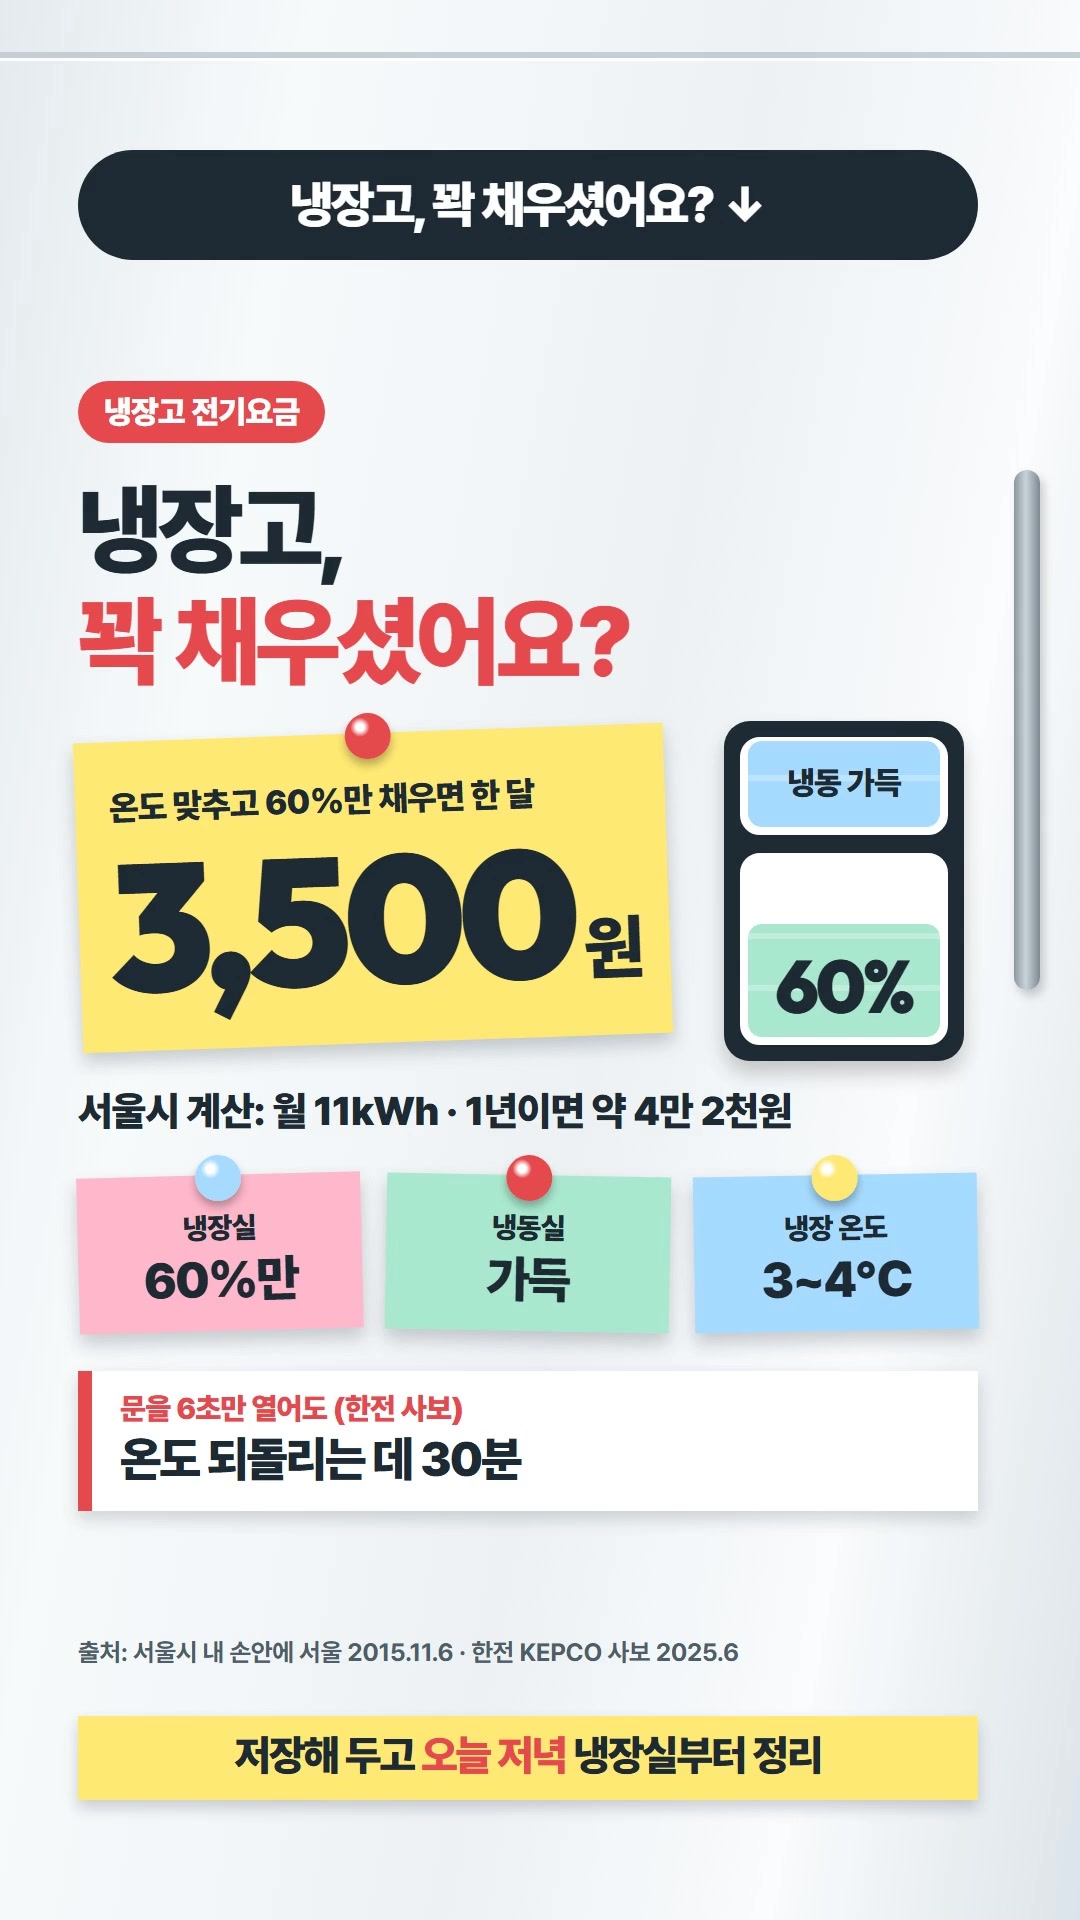 냉장고, 꽉 채우셨어요? ↓
냉장고 전기요금
냉장고,
꽉 채우셨어요?
온도 맞추고 60%만 채우면 한 달
3,500원
냉동 가득
60%
서울시 계산: 월 11kWh · 1년이면 약 4만 2천원
냉장실
60%만
냉동실
가득
냉장 온도
3~4°C
문을 6초만 열어도 (한전 사보)
온도 되돌리는 데 30분
출처: 서울시 내 손안에 서울 2015.11.6 · 한전 KEPCO 사보 2025.6
저장해 두고 오늘 저녁 냉장실부터 정리